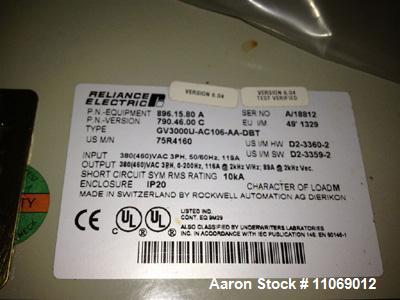 VERSION 6.04
VERSION 6.04
TEST VERIFIED
RELIANCE
ELECTRIC
P.N.-EQUIPMENT 896.15.80 A
P.N.-VERSION 790.46.00 C
TYPE GV3000U-AC106-AA-DBT
US M/N 75R4160
SER NO A/18812
EU I/M 49' 1329
US I/M HW D2-3360-2
US I/M SW D2-3359-2
INPUT 380(460)VAC 3PH, 50/60Hz, 119A
OUTPUT 380(460)VAC 3PH, 0-200Hz, 116A @ 2kHz V/Hz; 89A @ 2kHz Vec.
SHORT CIRCUIT SYM RMS RATING 10kA
ENCLOSURE IP20 CHARACTER OF LOAD M
MADE IN SWITZERLAND BY ROCKWELL AUTOMATION AG DIERIKON
UL
LISTED
IND. CONT. EQ 9M29
ALSO CLASSIFIED BY UNDERWRITERS LABORATORIES
INC. IN ACCORDANCE WITH IEC PUBLICATION 146, EN 60146-1
CE
Aaron Stock # 11069012